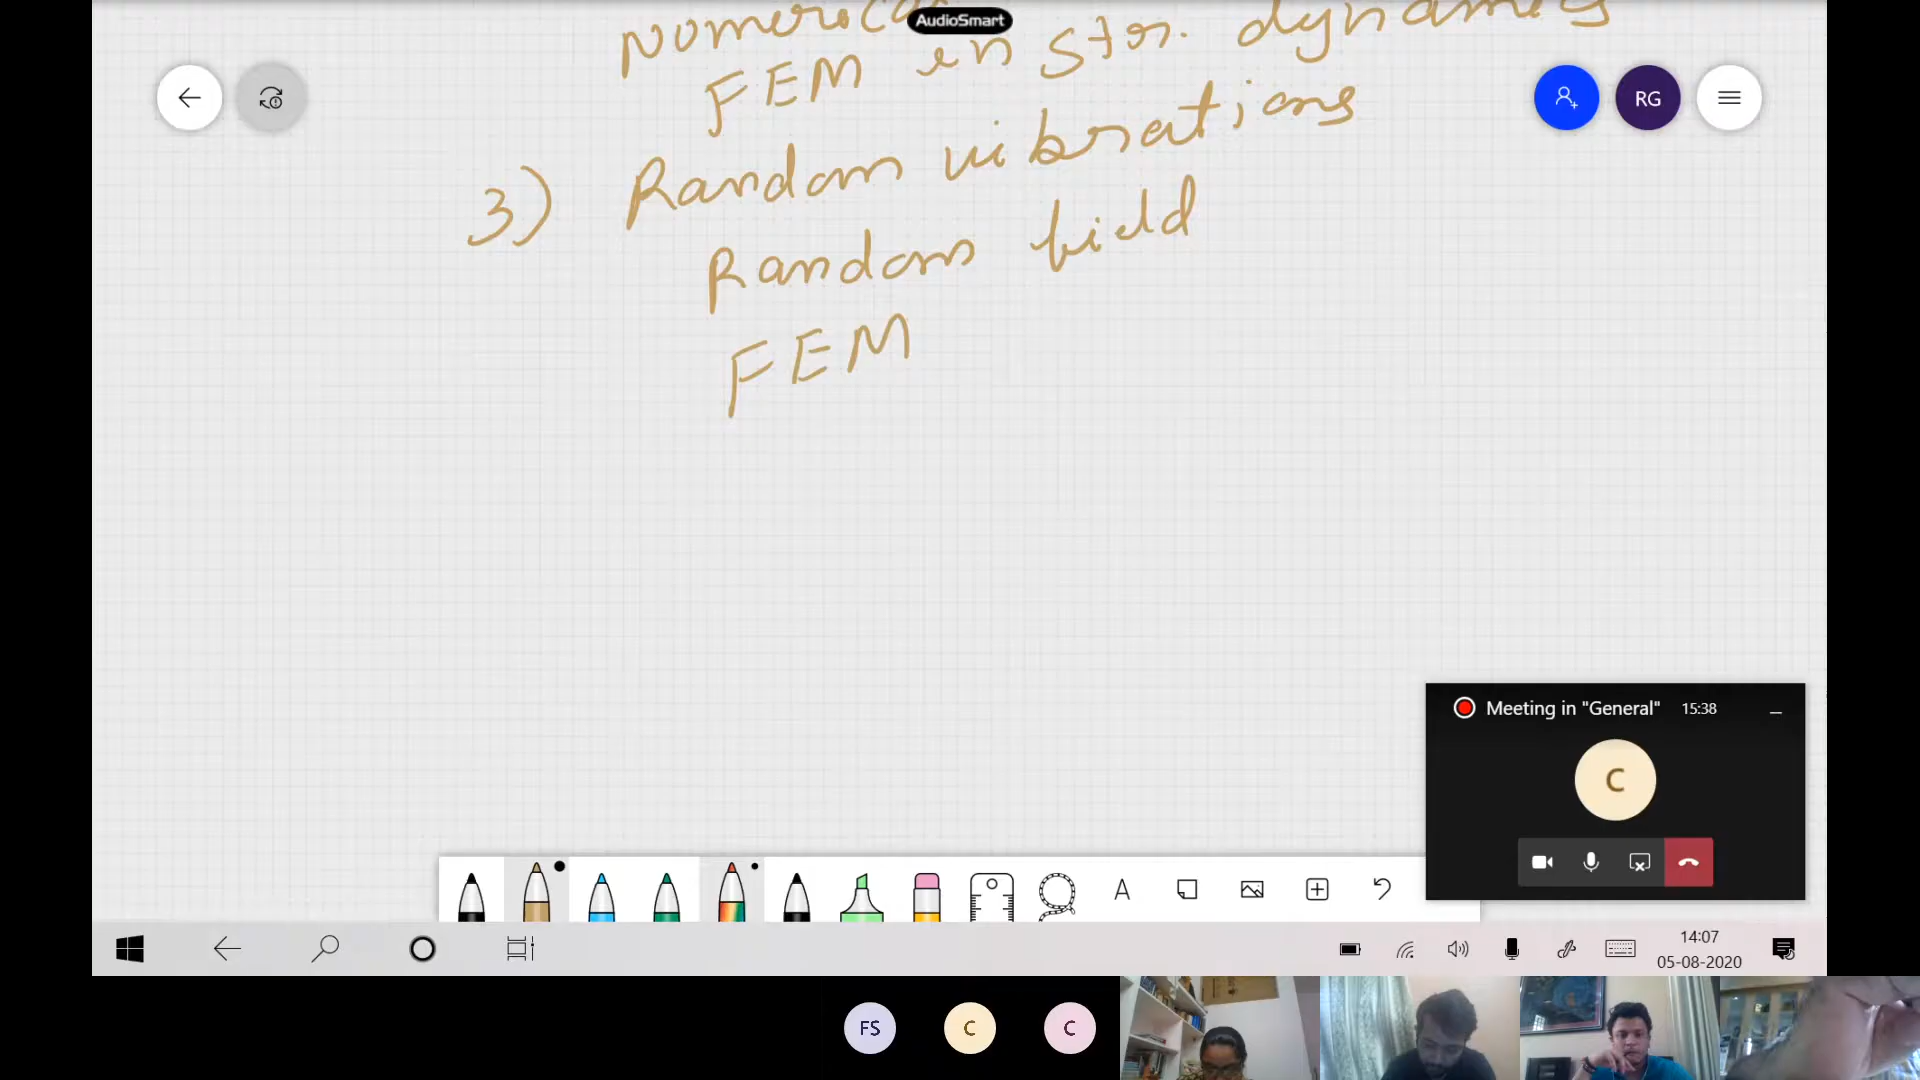 AudioSmart
FEM in Str. dynamics
3) Random vibrations
Random field
FEM
RG
Meeting in "General" 15:38
C
A
14:07
05-08-2020
FS C C